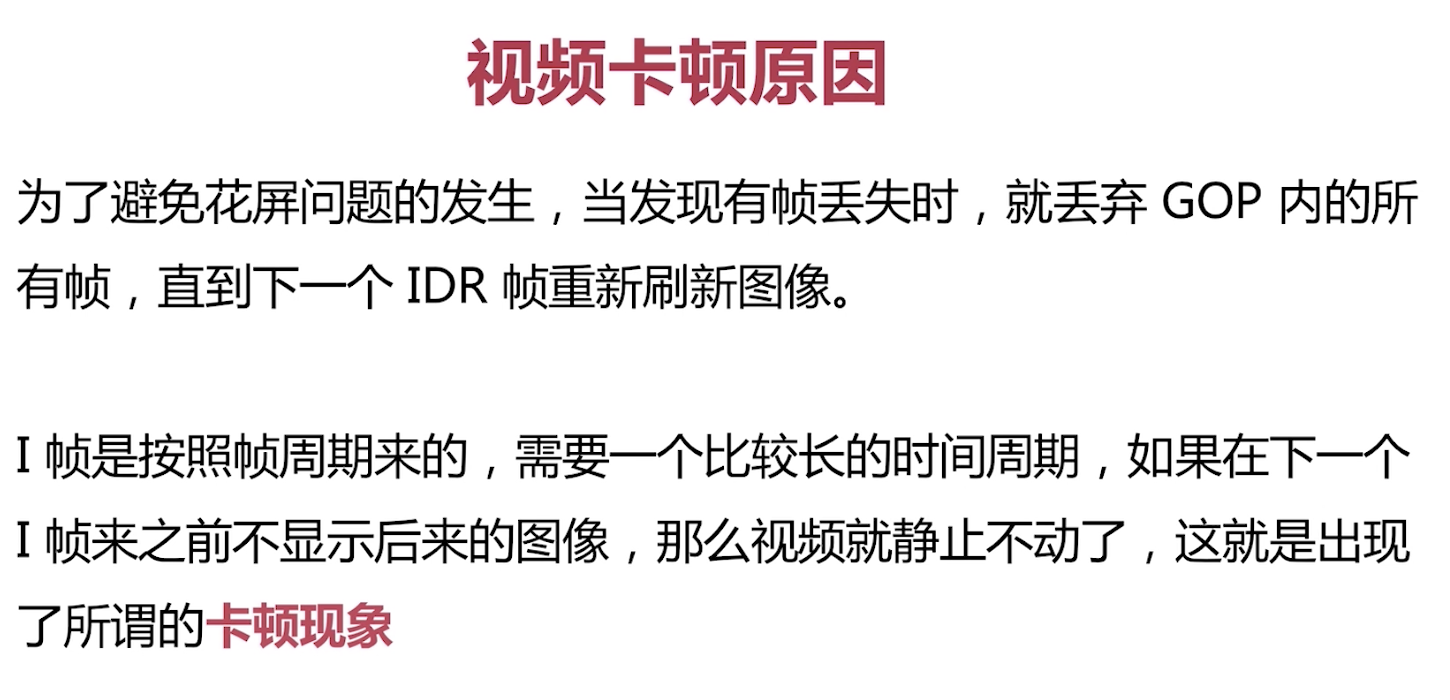 视频卡顿原因
为了避免花屏问题的发生，当发现有帧丢失时，就丢弃 GOP 内的所
有帧，直到下一个 IDR 帧重新刷新图像。
I 帧是按照帧周期来的，需要一个比较长的时间周期，如果在下一个
I 帧来之前不显示后来的图像，那么视频就静止不动了，这就是出现
了所谓的卡顿现象